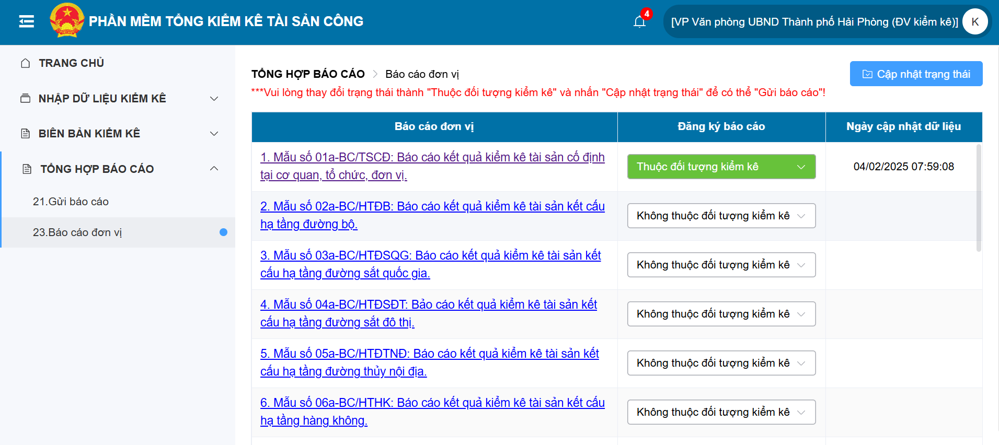 PHẦN MỀM TỔNG KIỂM KÊ TÀI SẢN CÔNG
4
[VP Văn phòng UBND Thành phố Hải Phòng (ĐV kiểm kê)]
K
TRANG CHỦ
NHẬP DỮ LIỆU KIỂM KÊ
BIÊN BẢN KIỂM KÊ
TỔNG HỢP BÁO CÁO
21.Gửi báo cáo
23.Báo cáo đơn vị
TỔNG HỢP BÁO CÁO > Báo cáo đơn vị
Cập nhật trạng thái
***Vui lòng thay đổi trạng thái thành "Thuộc đối tượng kiểm kê" và nhấn "Cập nhật trạng thái" để có thể "Gửi báo cáo"!
Báo cáo đơn vị
Đăng ký báo cáo
Ngày cập nhật dữ liệu
1. Mẫu số 01a-BC/TSCĐ: Báo cáo kết quả kiểm kê tài sản cố định
tại cơ quan, tổ chức, đơn vị.
Thuộc đối tượng kiểm kê
04/02/2025 07:59:08
2. Mẫu số 02a-BC/HTĐB: Báo cáo kết quả kiểm kê tài sản kết cấu
hạ tầng đường bộ.
Không thuộc đối tượng kiểm kê
3. Mẫu số 03a-BC/HTĐSQG: Báo cáo kết quả kiểm kê tài sản kết
cấu hạ tầng đường sắt quốc gia.
Không thuộc đối tượng kiểm kê
4. Mẫu số 04a-BC/HTĐSĐT: Bảo cáo kết quả kiểm kê tài sản kết
cấu hạ tầng đường sắt đô thị.
Không thuộc đối tượng kiểm kê
5. Mẫu số 05a-BC/HTĐTNĐ: Báo cáo kết quả kiểm kê tài sản kết
cấu hạ tầng đường thủy nội địa.
Không thuộc đối tượng kiểm kê
6. Mẫu số 06a-BC/HTHK: Báo cáo kết quả kiểm kê tài sản kết cấu
hạ tầng hàng không.
Không thuộc đối tượng kiểm kê